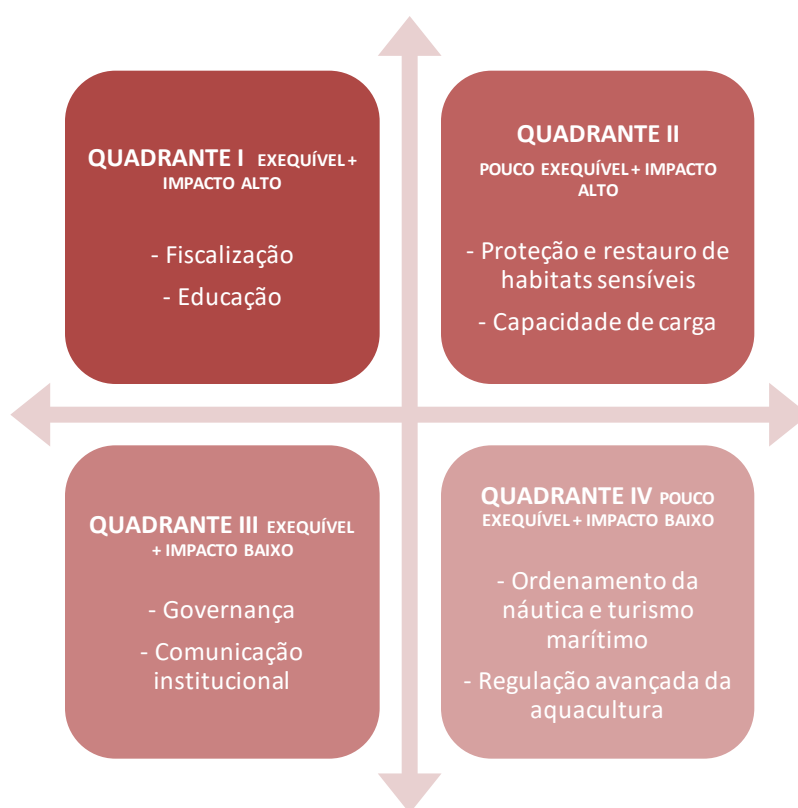 QUADRANTE I EXEQUÍVEL +
IMPACTO ALTO
- Fiscalização
- Educação
QUADRANTE II
POUCO EXEQUÍVEL + IMPACTO
ALTO
- Proteção e restauro de
habitats sensíveis
- Capacidade de carga
QUADRANTE III EXEQUÍVEL
+ IMPACTO BAIXO
- Governança
- Comunicação
institucional
QUADRANTE IV POUCO
EXEQUÍVEL + IMPACTO BAIXO
- Ordenamento da
náutica e turismo
marítimo
- Regulação avançada da
aquacultura